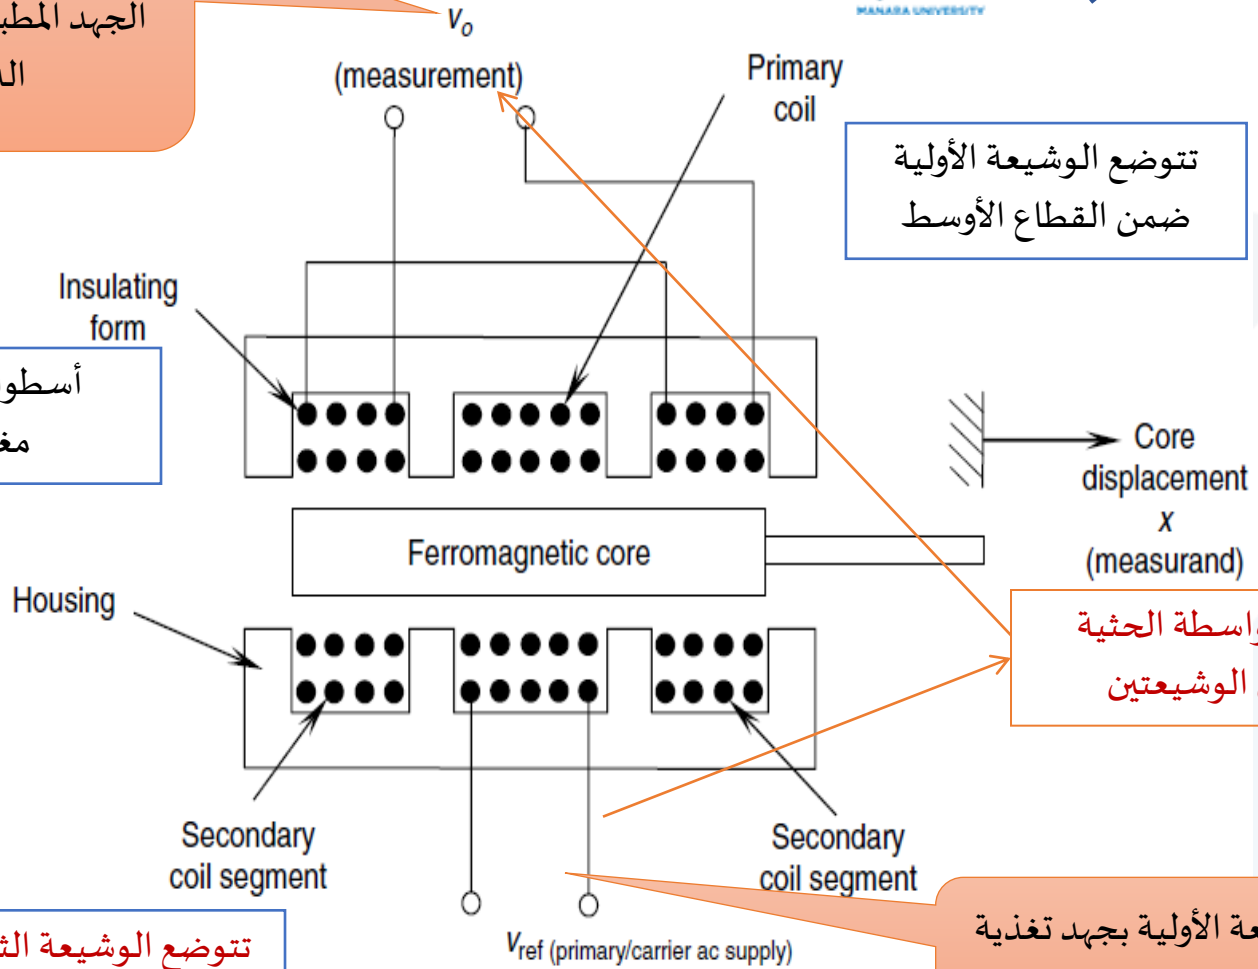 الجهد المطب
MANARA UNIVERSITY
vo
(measurement)
Primary
coil
تتوضع الوشيعة الأولية
ضمن القطاع الأوسط
Insulating
form
أسطو
مغ
Core
displacement
x
(measurand)
Ferromagnetic core
Housing
اسطة الحثية
الوشيعتين
Secondary
coil segment
Secondary
coil segment
vref (primary/carrier ac supply)
عة الأولية بجهد تغذية
تتوضع الوشيعة الث